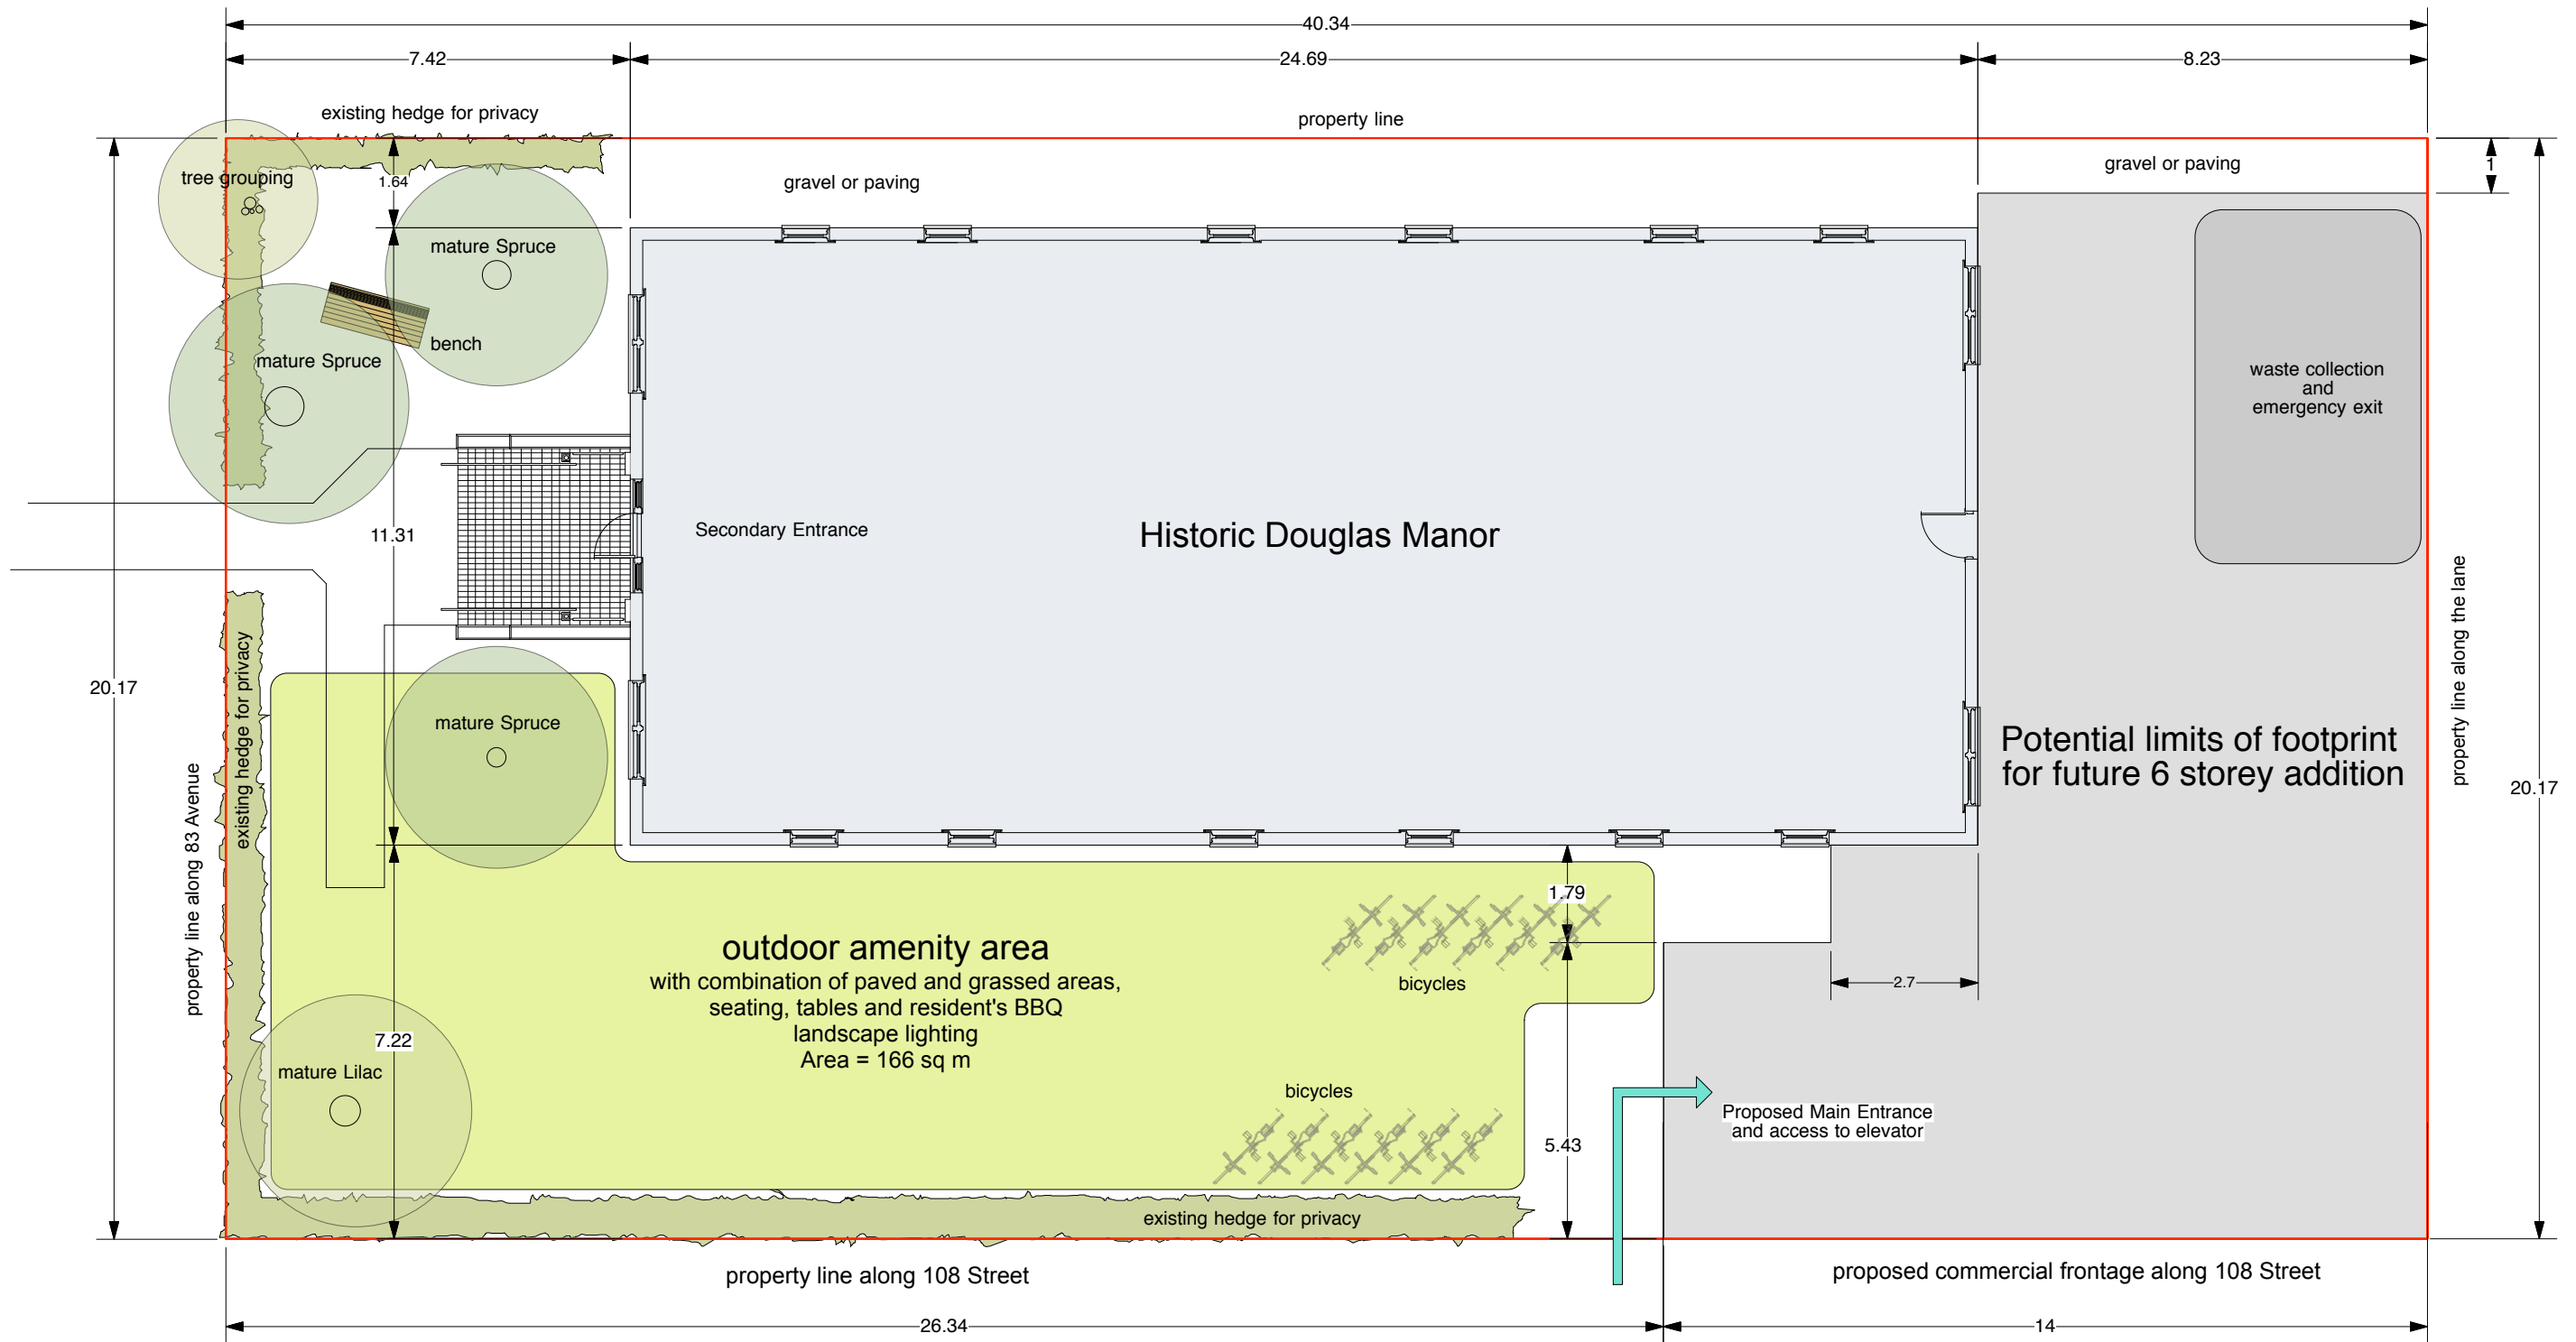 40.34
7.42
24.69
8.23
existing hedge for privacy
property line
tree grouping
1.64
gravel or paving
gravel or paving
1
mature Spruce
bench
mature Spruce
waste collection
and
emergency exit
11.31
Secondary Entrance
Historic Douglas Manor
20.17
existing hedge for privacy
property line along 83 Avenue
mature Spruce
Potential limits of footprint
for future 6 storey addition
property line along the lane
20.17
1.79
outdoor amenity area
with combination of paved and grassed areas,
seating, tables and resident's BBQ
landscape lighting
Area = 166 sq m
bicycles
2.7
7.22
mature Lilac
bicycles
5.43
Proposed Main Entrance
and access to elevator
existing hedge for privacy
property line along 108 Street
proposed commercial frontage along 108 Street
26.34
14